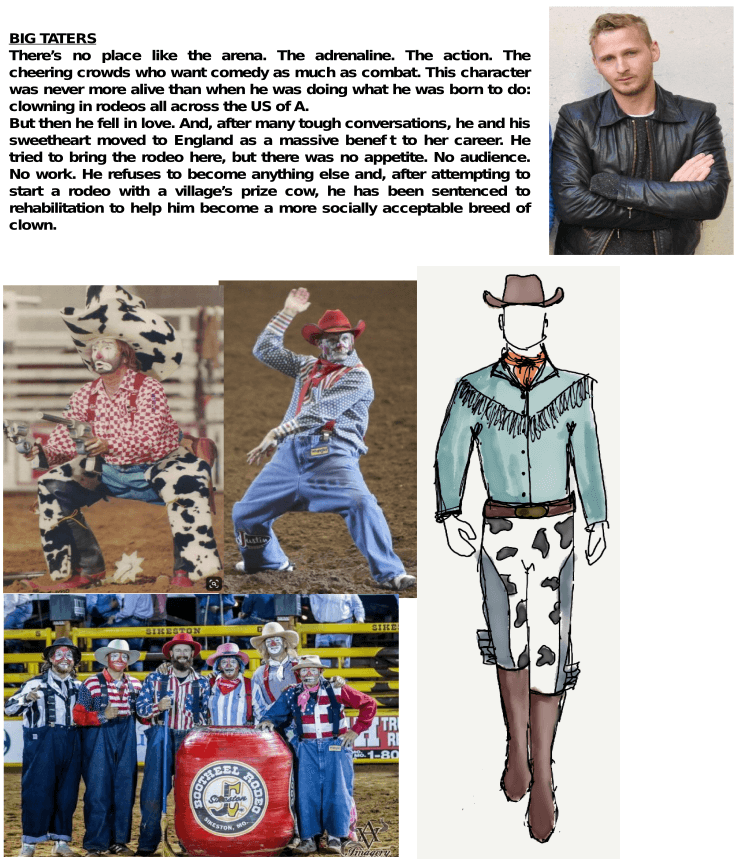 BIG TATERS
There's no place like the arena. The adrenaline. The action. The
cheering crowds who want comedy as much as combat. This character
was never more alive than when he was doing what he was born to do:
clowning in rodeos all across the US of A.
But then he fell in love. And, after many tough conversations, he and his
sweetheart moved to England as a massive benef t to her career. He
tried to bring the rodeo here, but there was no appetite. No audience.
No work. He refuses to become anything else and, after attempting to
start a rodeo with a village's prize cow, he has been sentenced to
rehabilitation to help him become a more socially acceptable breed of
clown.
Justin
SIKESTON
SIKE
BOOTHEEL RODEO
Sikeston
SIKESTON, MO.
TR
R
1-80
Imagery